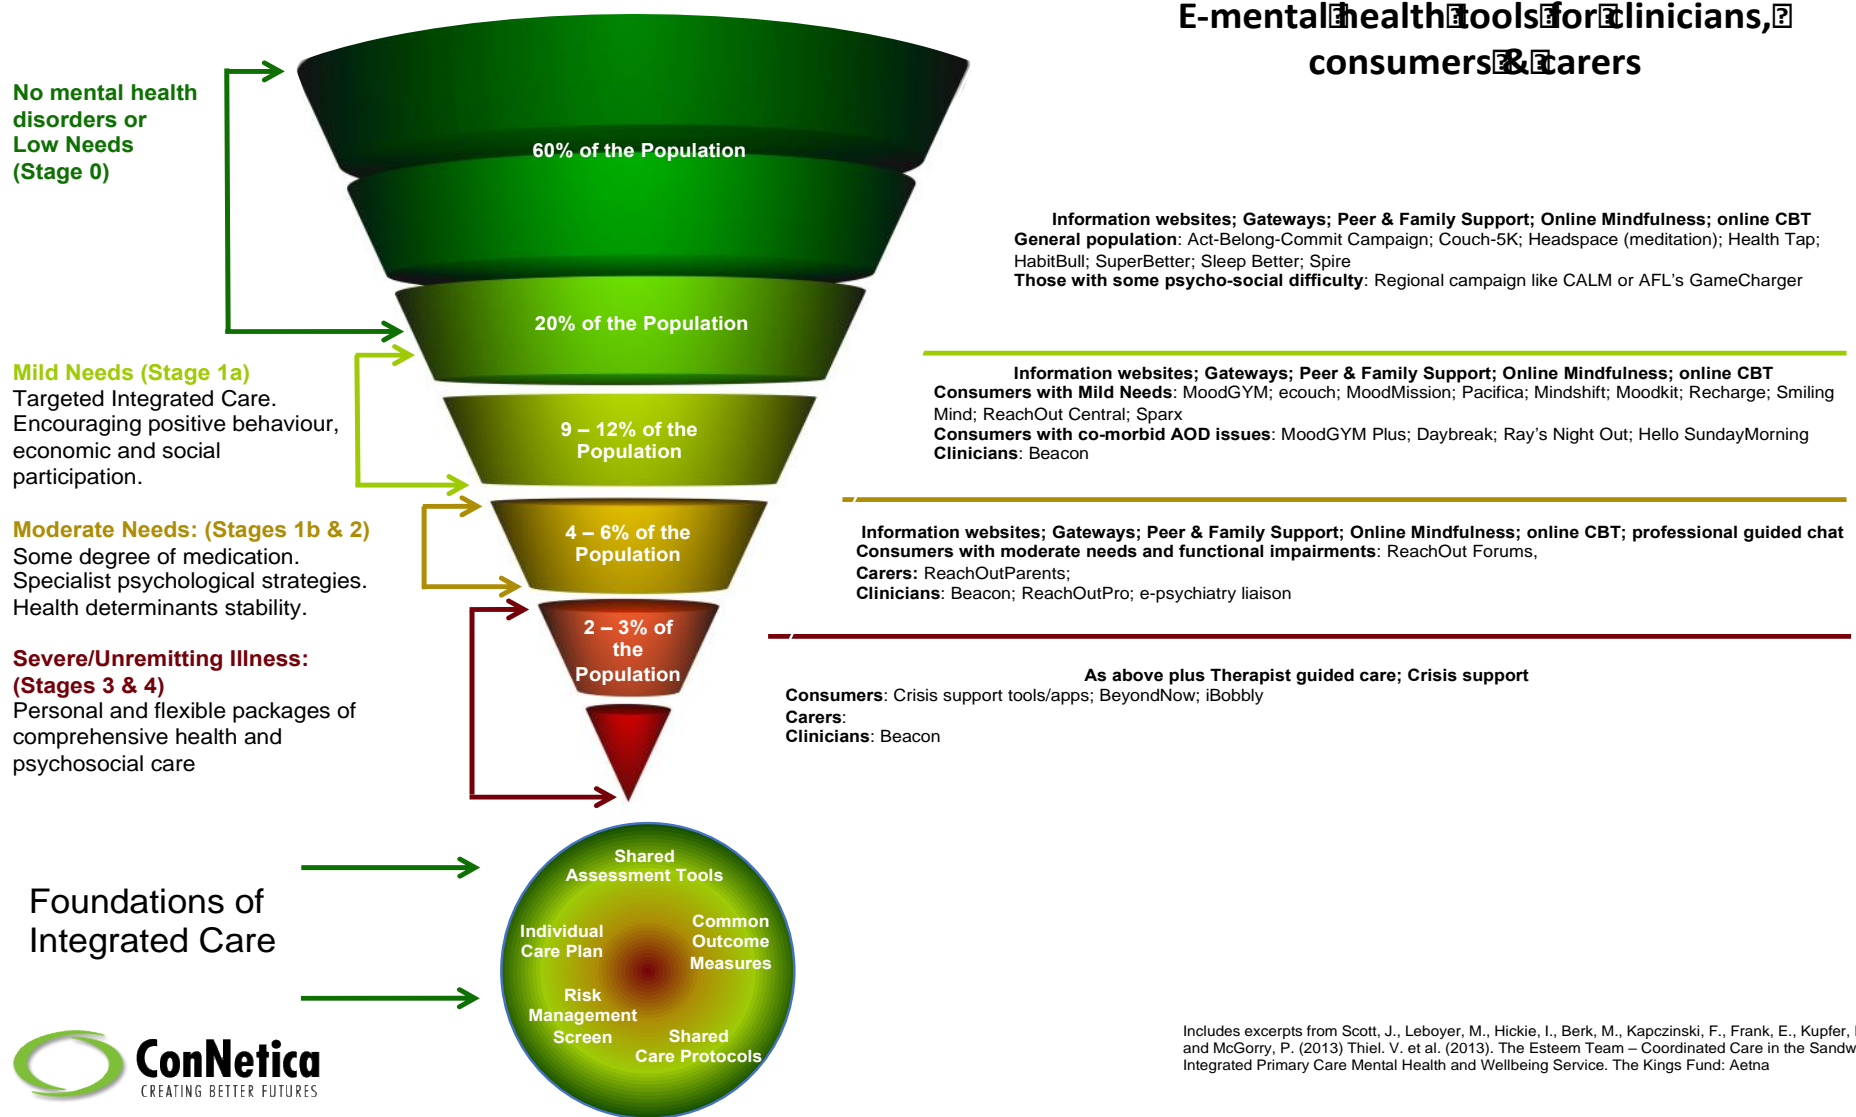 E-mental health tools for clinicians,
consumers & carers
No mental health
disorders or
Low Needs
(Stage 0)
60% of the Population
20% of the Population
Information websites; Gateways; Peer & Family Support; Online Mindfulness; online CBT
General population: Act-Belong-Commit Campaign; Couch-5K; Headspace (meditation); Health Tap;
HabitBull; SuperBetter; Sleep Better; Spire
Those with some psycho-social difficulty: Regional campaign like CALM or AFL's GameCharger
Mild Needs (Stage 1a)
Targeted Integrated Care.
Encouraging positive behaviour,
economic and social
participation.
9 – 12% of the
Population
Information websites; Gateways; Peer & Family Support; Online Mindfulness; online CBT
Consumers with Mild Needs: MoodGYM; ecouch; MoodMission; Pacifica; Mindshift; Moodkit; Recharge; Smiling
Mind; ReachOut Central; Sparx
Consumers with co-morbid AOD issues: MoodGYM Plus; Daybreak; Ray's Night Out; Hello SundayMorning
Clinicians: Beacon
Moderate Needs: (Stages 1b & 2)
Some degree of medication.
Specialist psychological strategies.
Health determinants stability.
4 – 6% of the
Population
Information websites; Gateways; Peer & Family Support; Online Mindfulness; online CBT; professional guided chat
Consumers with moderate needs and functional impairments: ReachOut Forums,
Carers: ReachOutParents;
Clinicians: Beacon; ReachOutPro; e-psychiatry liaison
Severe/Unremitting Illness:
(Stages 3 & 4)
Personal and flexible packages of
comprehensive health and
psychosocial care
2 – 3% of
the
Population
As above plus Therapist guided care; Crisis support
Consumers: Crisis support tools/apps; BeyondNow; iBobbly
Carers:
Clinicians: Beacon
Foundations of
Integrated Care
Shared
Assessment Tools
Individual
Care Plan
Common
Outcome
Measures
Risk
Management
Screen
Shared
Care Protocols
ConNetica
CREATING BETTER FUTURES
Includes excerpts from Scott, J., Leboyer, M., Hickie, I., Berk, M., Kapczinski, F., Frank, E., Kupfer,
and McGorry, P. (2013) Thiel. V. et al. (2013). The Esteem Team – Coordinated Care in the Sandw
Integrated Primary Care Mental Health and Wellbeing Service. The Kings Fund: Aetna